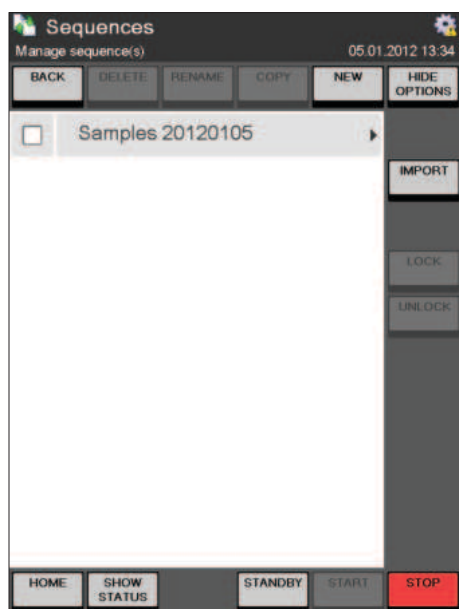 Sequences
Manage sequence(s) 05.01.2012 13:34
BACK DELETE RENAME COPY NEW HIDE OPTIONS
Samples 20120105
IMPORT
LOCK
UNLOCK
HOME SHOW STATUS STANDBY START STOP